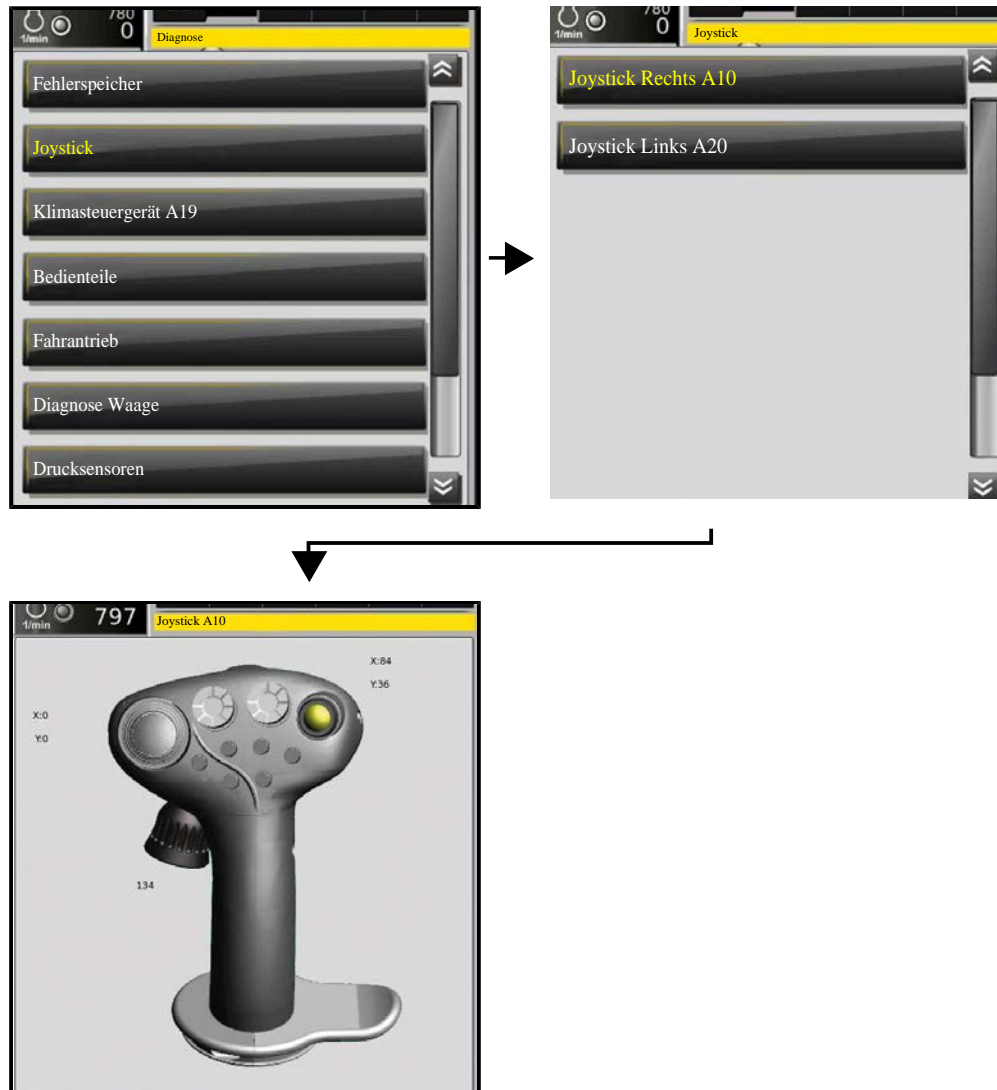 780
1/min
0
Diagnose
Fehlerspeicher
Joystick
Klimasteuergerät A19
Bedienteile
Fahrantrieb
Diagnose Waage
Drucksensoren
780
1/min
0
Joystick
Joystick Rechts A10
Joystick Links A20
1/min
797
Joystick A10
X:84
Y:36
X:0
Y:0
134